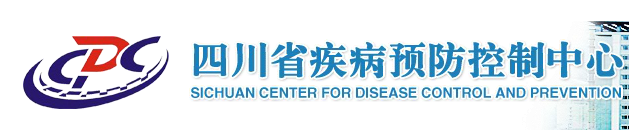 CDC
四川省疾病预防控制中心
SICHUAN CENTER FOR DISEASE CONTROL AND PREVENTION